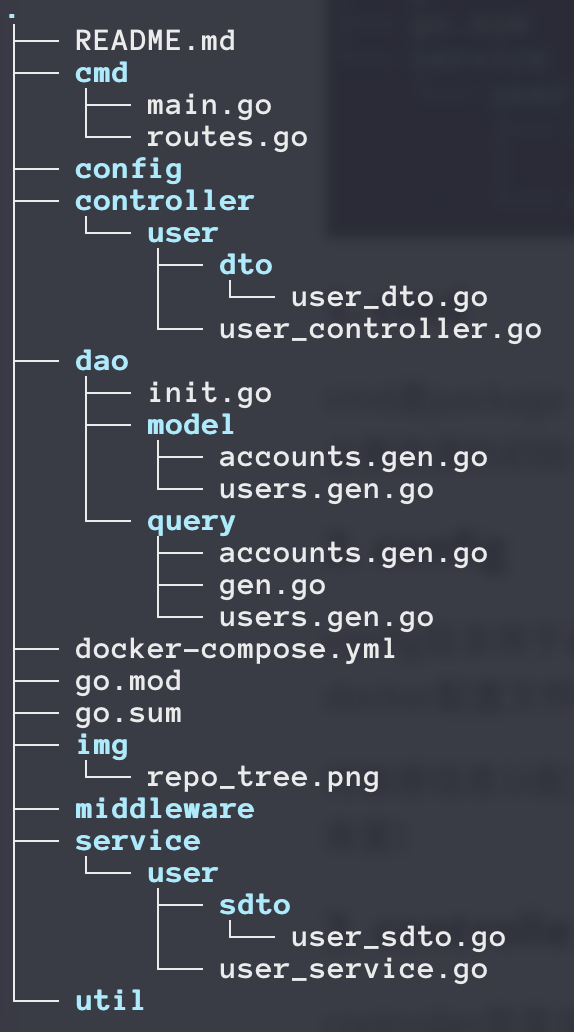 .
README.md
cmd
main.go
routes.go
config
controller
user
dto
user_dto.go
user_controller.go
dao
init.go
model
accounts.gen.go
users.gen.go
query
accounts.gen.go
gen.go
users.gen.go
docker-compose.yml
go.mod
go.sum
img
repo_tree.png
middleware
service
user
sdto
user_sdto.go
user_service.go
util